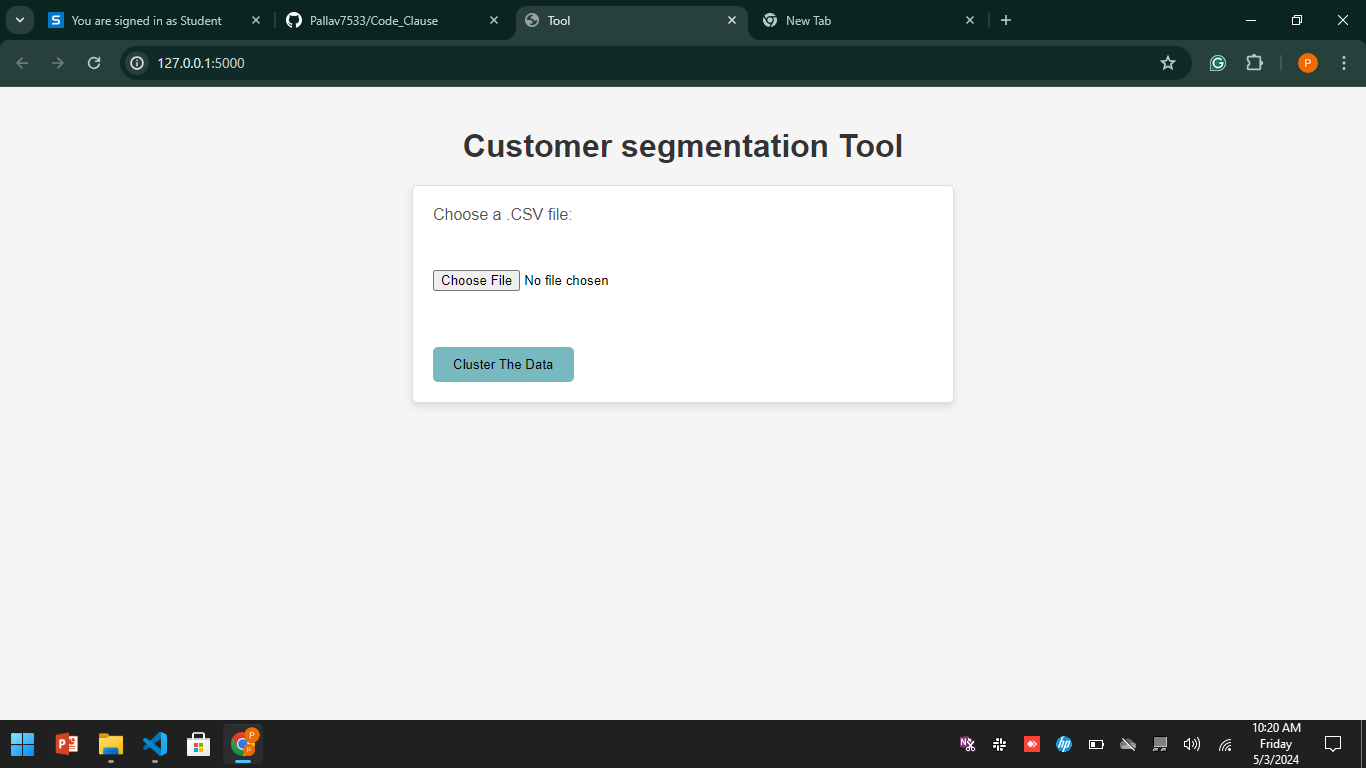 You are signed in as Student
Pallav7533/Code_Clause
Tool
New Tab
127.0.0.1:5000
P
Customer segmentation Tool
Choose a .CSV file:
Choose File No file chosen
Cluster The Data
10:20 AM
Friday
5/3/2024